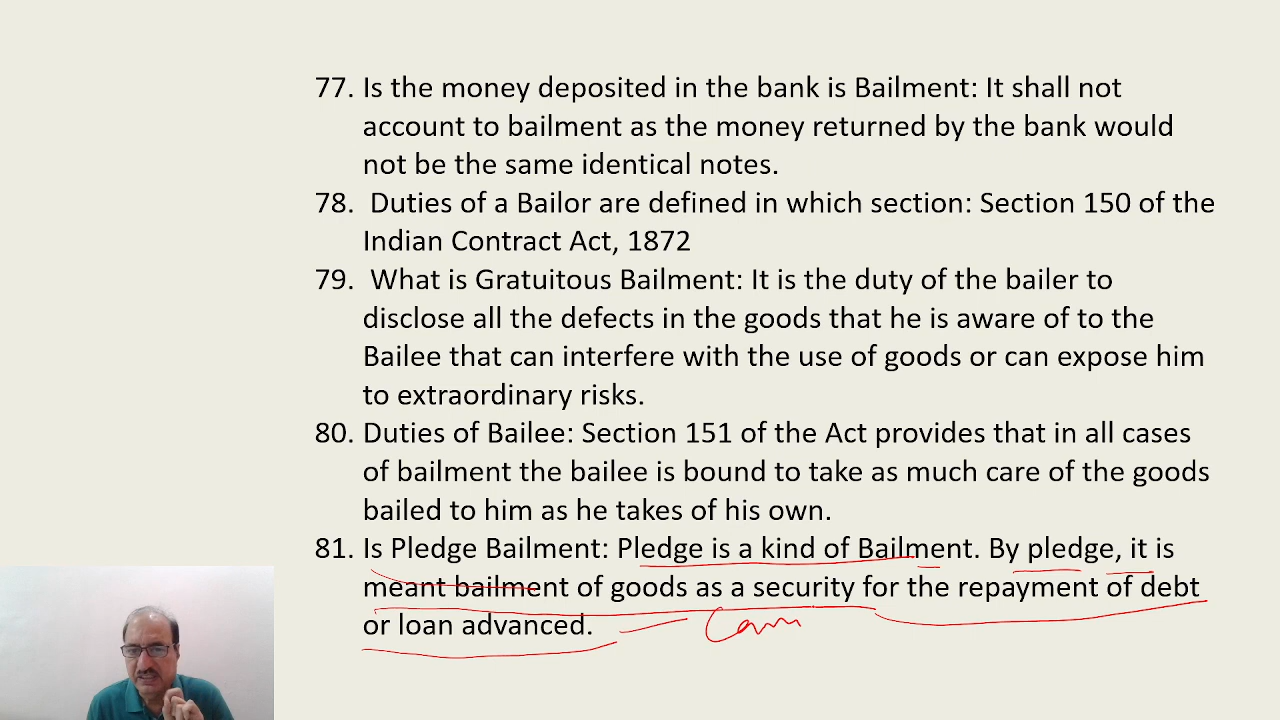 77. Is the money deposited in the bank is Bailment: It shall not
account to bailment as the money returned by the bank would
not be the same identical notes.
78. Duties of a Bailor are defined in which section: Section 150 of the
Indian Contract Act, 1872
79. What is Gratuitous Bailment: It is the duty of the bailer to
disclose all the defects in the goods that he is aware of to the
Bailee that can interfere with the use of goods or can expose him
to extraordinary risks.
80. Duties of Bailee: Section 151 of the Act provides that in all cases
of bailment the bailee is bound to take as much care of the goods
bailed to him as he takes of his own.
81. Is Pledge Bailment: Pledge is a kind of Bailment. By pledge, it is
meant bailment of goods as a security for the repayment of debt
or loan advanced.